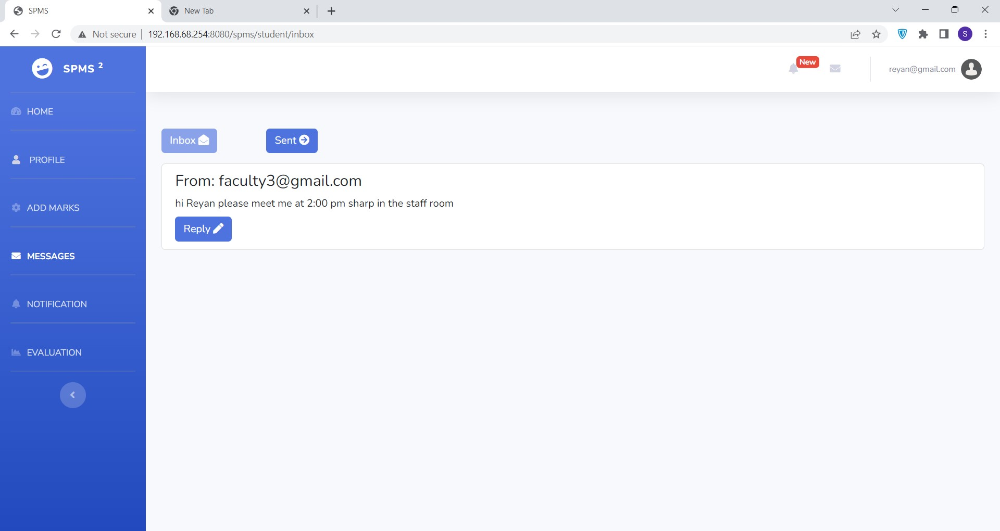 SPMS
New Tab
Not secure
192.168.68.254:8080/spms/student/inbox
S
SPMS 2
New
reyan@gmail.com
HOME
PROFILE
ADD MARKS
MESSAGES
NOTIFICATION
EVALUATION
Inbox
Sent
From: faculty3@gmail.com
hi Reyan please meet me at 2:00 pm sharp in the staff room
Reply